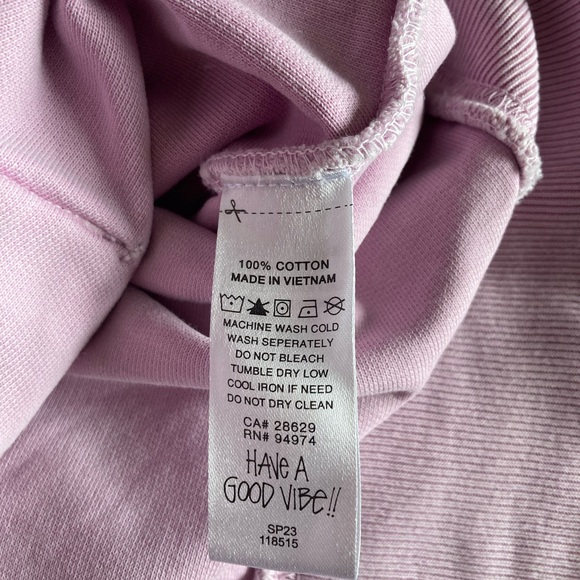 100% COTTON
MADE IN VIETNAM
MACHINE WASH COLD
WASH SEPERATELY
DO NOT BLEACH
TUMBLE DRY LOW
COOL IRON IF NEED
DO NOT DRY CLEAN
CA# 28629
RN# 94974
HAVE A
GOOD VIBE!!
SP23
118515